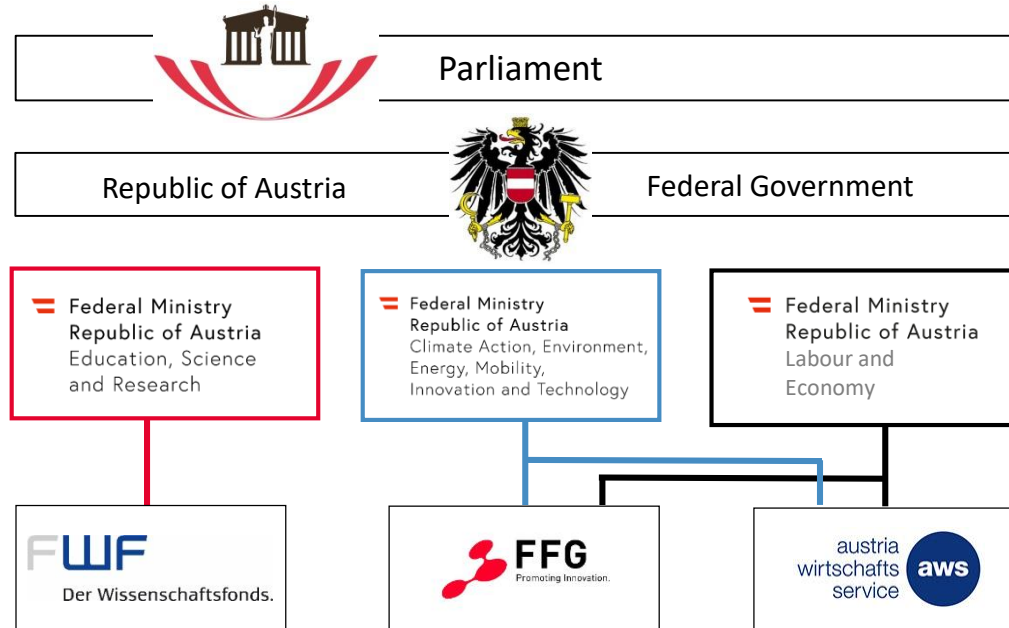 Parliament
Republic of Austria
Federal Government
Federal Ministry
Republic of Austria
Education, Science
and Research
Federal Ministry
Republic of Austria
Climate Action, Environment,
Energy, Mobility,
Innovation and Technology
Federal Ministry
Republic of Austria
Labour and
Economy
FWF
Der Wissenschaftsfonds.
FFG
Promoting Innovation.
austria
wirtschafts
service
aws